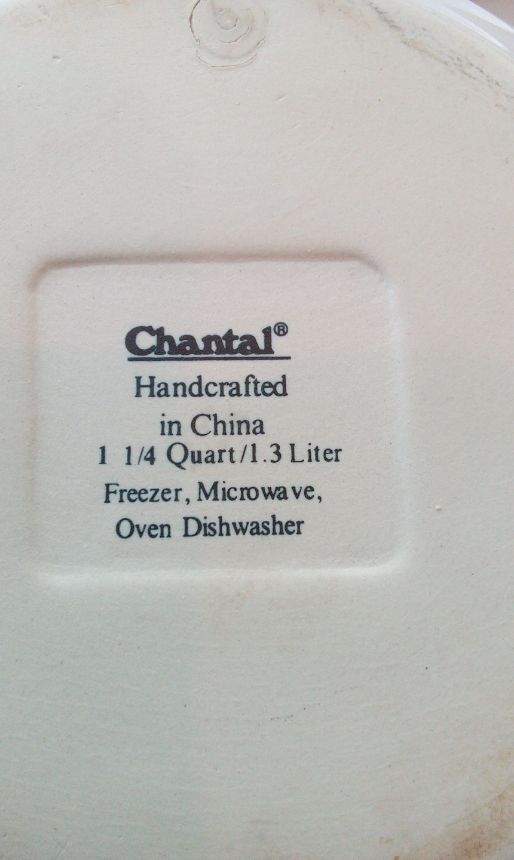 Chantal®
Handcrafted
in China
1 1/4 Quart/1.3 Liter
Freezer, Microwave,
Oven Dishwasher